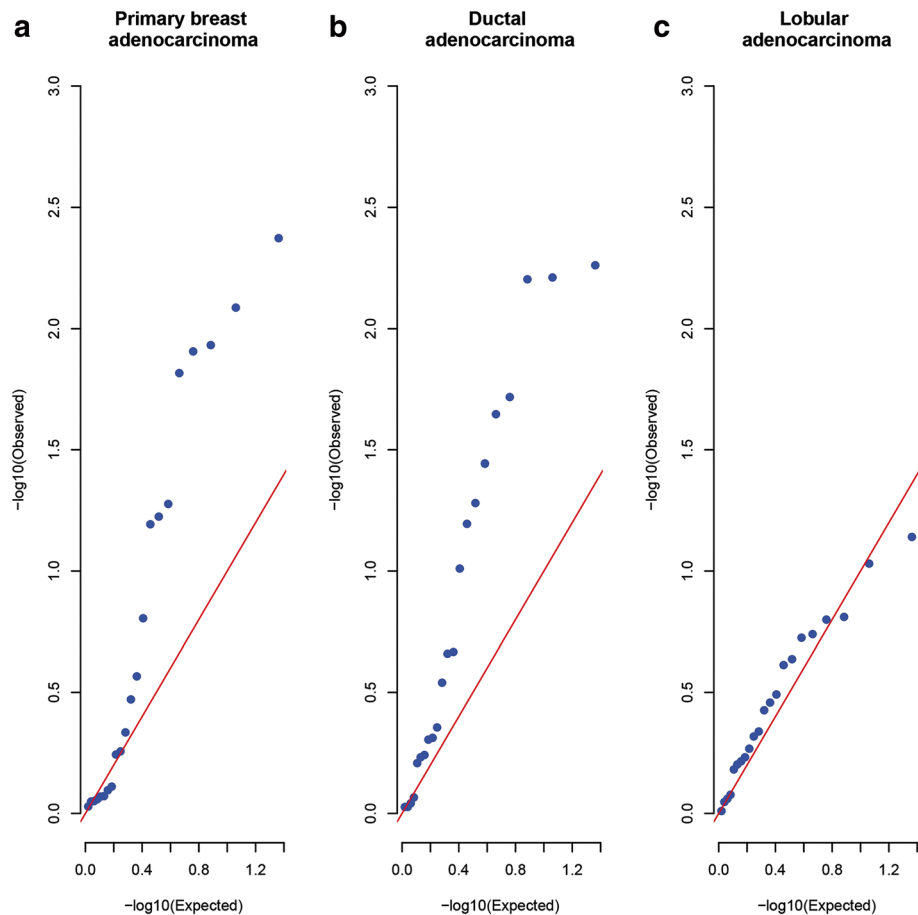 a
Primary breast
adenocarcinoma
b
Ductal
adenocarcinoma
c
Lobular
adenocarcinoma
−log10(Observed)
3.0
2.5
2.0
1.5
1.0
0.5
0.0
0.0 0.4 0.8 1.2
−log10(Expected)
−log10(Observed)
3.0
2.5
2.0
1.5
1.0
0.5
0.0
0.0 0.4 0.8 1.2
−log10(Expected)
−log10(Observed)
3.0
2.5
2.0
1.5
1.0
0.5
0.0
0.0 0.4 0.8 1.2
−log10(Expected)